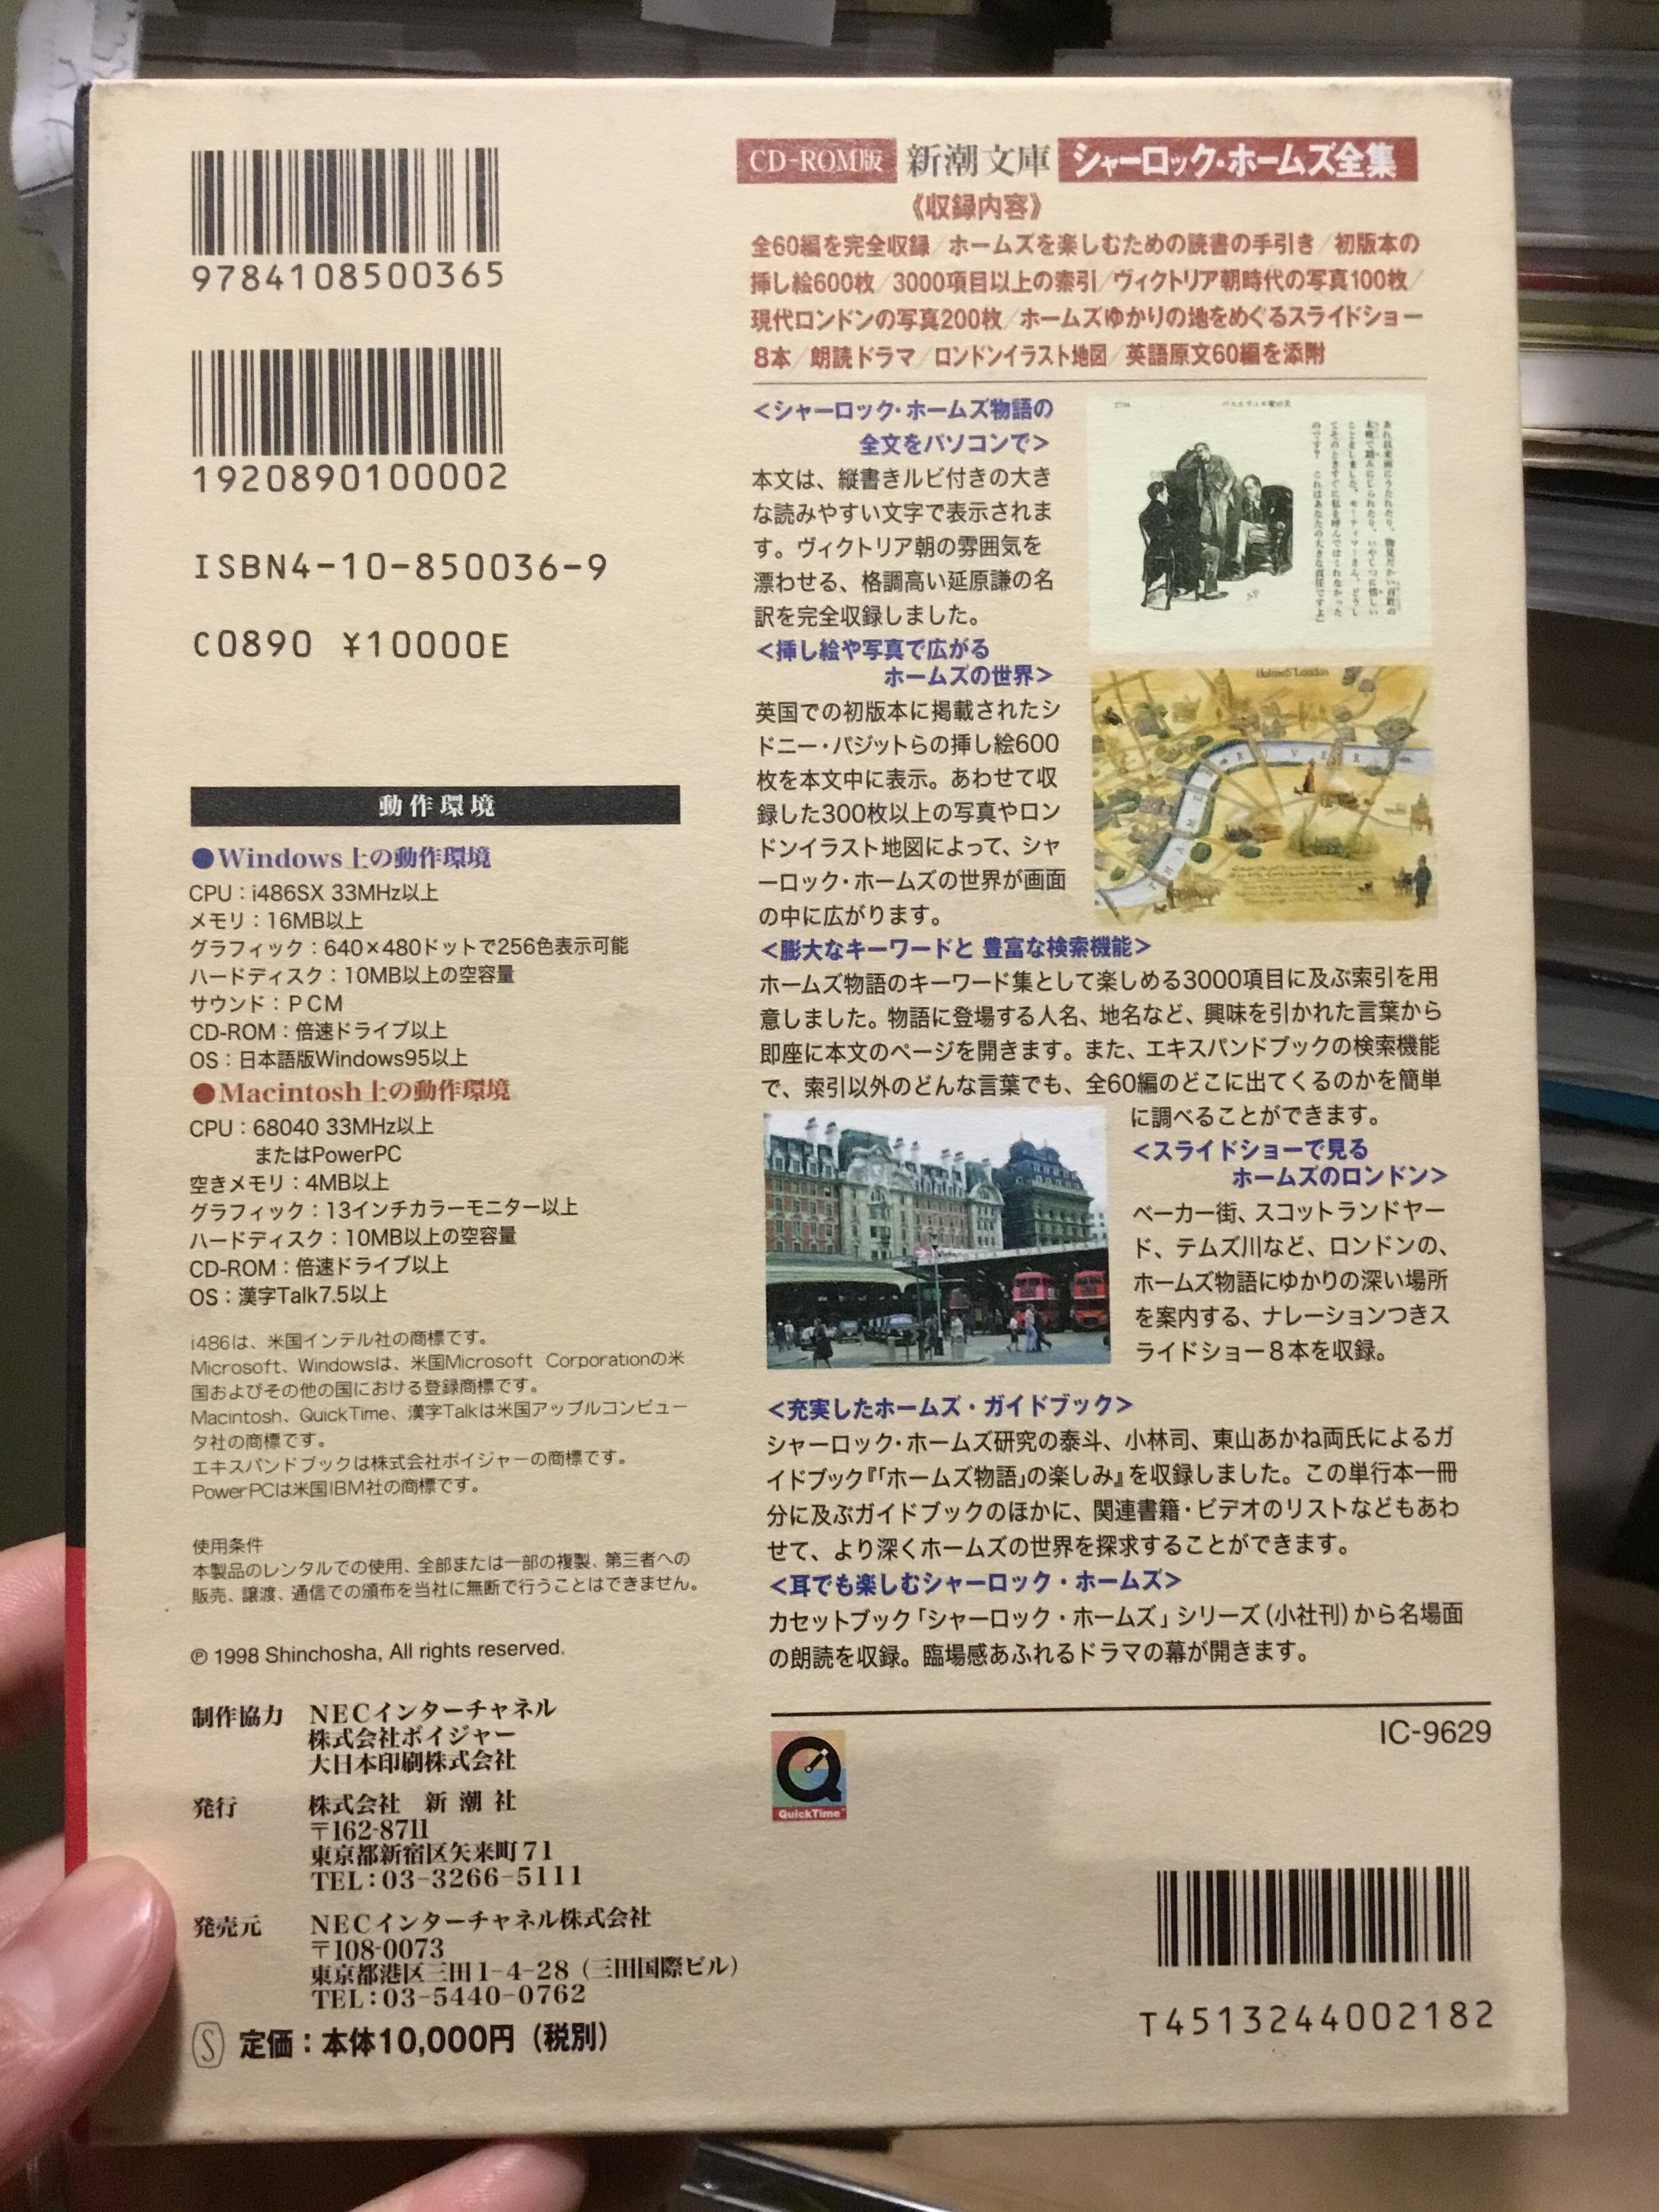 9784108500365
1920890100002
ISBN4-10-850036-9
C0890 ¥10000E
動作環境
●Windows上の動作環境
CPU：i486SX 33MHz以上
メモリ：16MB以上
グラフィック：640×480ドットで256色表示可能
ハードディスク：10MB以上の空容量
サウンド：PCM
CD-ROM：倍速ドライブ以上
OS：日本語版Windows95以上
●Macintosh上の動作環境
CPU：68040 33MHz以上
またはPowerPC
空きメモリ：4MB以上
グラフィック：13インチカラーモニター以上
ハードディスク：10MB以上の空容量
CD-ROM：倍速ドライブ以上
OS：漢字Talk7.5以上
i486は、米国インテル社の商標です。
Microsoft、Windowsは、米国Microsoft Corporationの米
国およびその他の国における登録商標です。
Macintosh、QuickTime、漢字Talkは米国アップルコンピュー
タ社の商標です。
エキスパンドブックは株式会社ボイジャーの商標です。
PowerPCは米国IBM社の商標です。
使用条件
本製品のレンタルでの使用、全部または一部の複製、第三者への
販売、譲渡、通信での頒布を当社に無断で行うことはできません。
℗ 1998 Shinchosha, All rights reserved.
制作協力 NECインターチャネル
株式会社ボイジャー
大日本印刷株式会社
発行 株式会社 新潮社
〒162-8711
東京都新宿区矢来町71
TEL：03-3266-5111
発売元 NECインターチャネル株式会社
〒108-0073
東京都港区三田1-4-28（三田国際ビル）
TEL：03-5440-0762
Ⓢ 定価：本体10,000円（税別）
CD-ROM版 新潮文庫 シャーロック・ホームズ全集
《収録内容》
全60編を完全収録／ホームズを楽しむための読書の手引き／初版本の
挿し絵600枚／3000項目以上の索引／ヴィクトリア朝時代の写真100枚／
現代ロンドンの写真200枚／ホームズゆかりの地をめぐるスライドショー
8本／朗読ドラマ／ロンドンイラスト地図／英語原文60編を添附
＜シャーロック・ホームズ物語の
全文をパソコンで＞
本文は、縦書きルビ付きの大き
な読みやすい文字で表示されま
す。ヴィクトリア朝の雰囲気を
漂わせる、格調高い延原謙の名
訳を完全収録しました。
＜挿し絵や写真で広がる
ホームズの世界＞
英国での初版本に掲載されたシ
ドニー・パジットらの挿し絵600
枚を本文中に表示。あわせて収
録した300枚以上の写真やロン
ドンイラスト地図によって、シャ
ーロック・ホームズの世界が画面
の中に広がります。
Holmes' London
RIVER
THAMES
＜膨大なキーワードと 豊富な検索機能＞
ホームズ物語のキーワード集として楽しめる3000項目に及ぶ索引を用
意しました。物語に登場する人名、地名など、興味を引かれた言葉から
即座に本文のページを開きます。また、エキスパンドブックの検索機能
で、索引以外のどんな言葉でも、全60編のどこに出てくるのかを簡単
に調べることができます。
＜スライドショーで見る
ホームズのロンドン＞
ベーカー街、スコットランドヤー
ド、テムズ川など、ロンドンの、
ホームズ物語にゆかりの深い場所
を案内する、ナレーションつきス
ライドショー8本を収録。
＜充実したホームズ・ガイドブック＞
シャーロック・ホームズ研究の泰斗、小林司、東山あかね両氏によるガ
イドブック『「ホームズ物語」の楽しみ』を収録しました。この単行本一冊
分に及ぶガイドブックのほかに、関連書籍・ビデオのリストなどもあわ
せて、より深くホームズの世界を探求することができます。
＜耳でも楽しむシャーロック・ホームズ＞
カセットブック「シャーロック・ホームズ」シリーズ（小社刊）から名場面
の朗読を収録。臨場感あふれるドラマの幕が開きます。
IC-9629
QuickTime™
T4513244002182